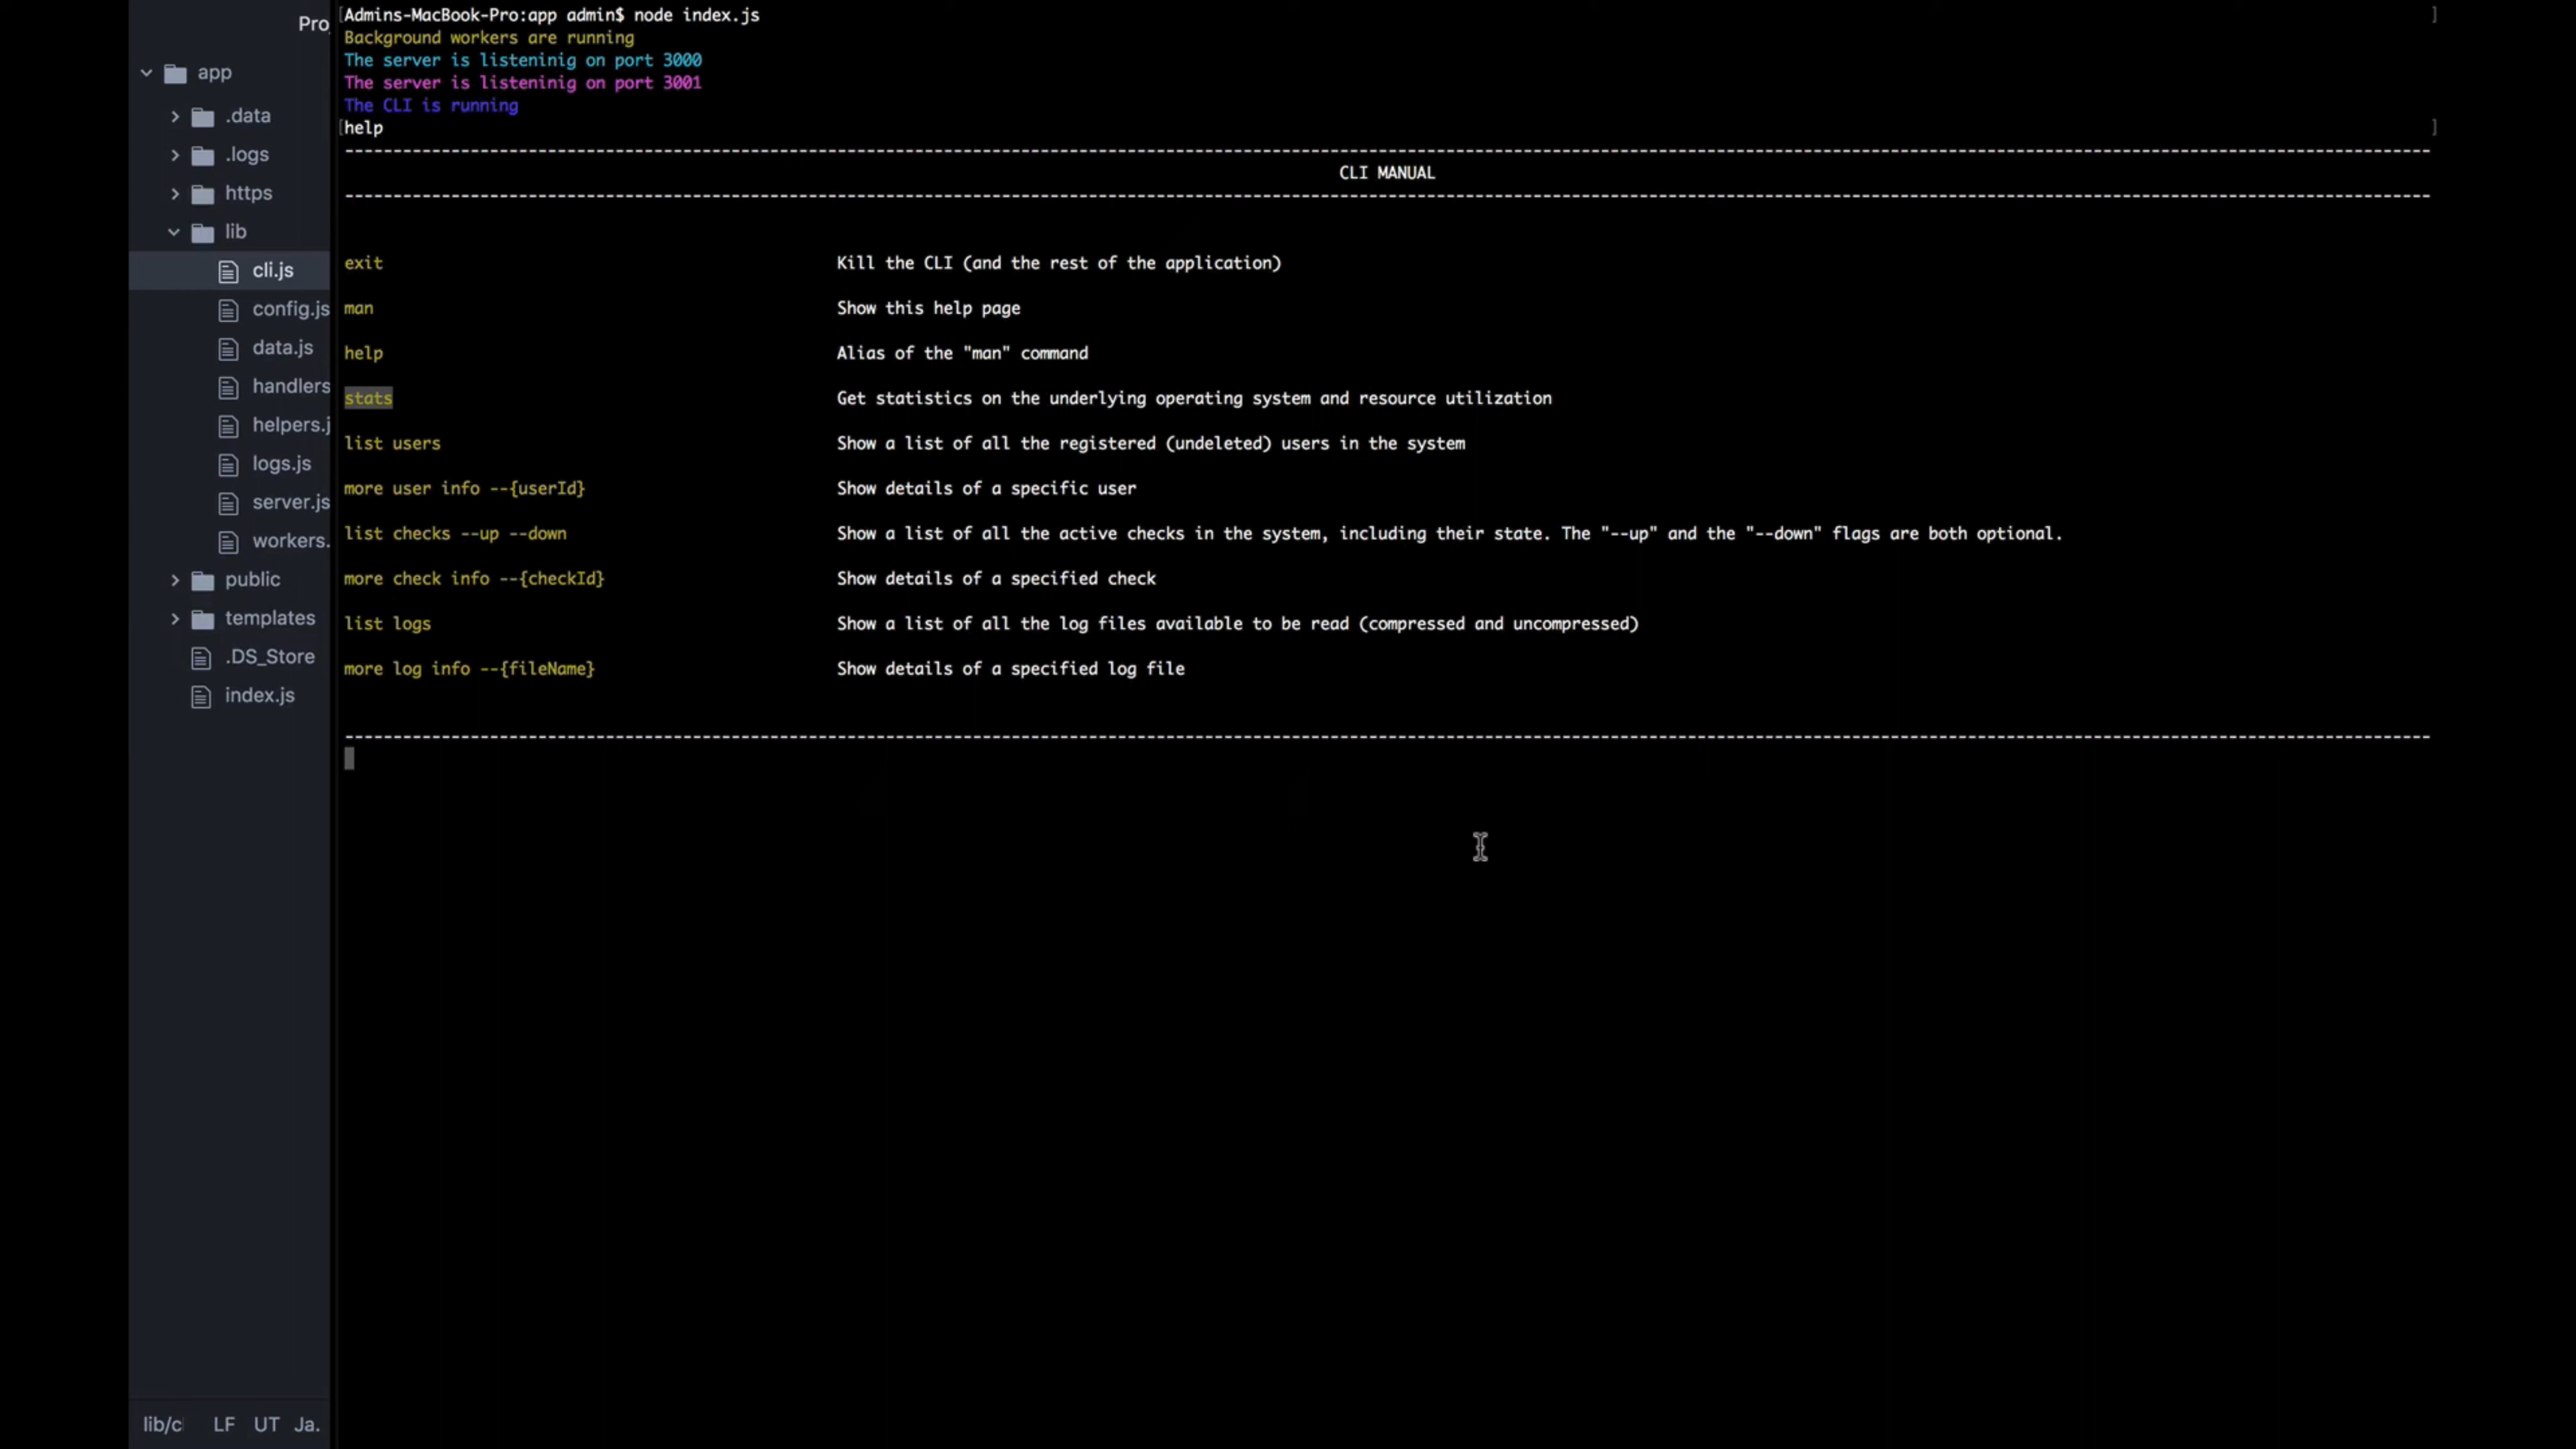 Pro
app
.data
.logs
https
lib
cli.js
config.js
data.js
handlers
helpers.j
logs.js
server.js
workers.
public
templates
.DS_Store
index.js
lib/c
LF UT Ja.
[Admins-MacBook-Pro:app admin$ node index.js ]
Background workers are running
The server is listeninig on port 3000
The server is listeninig on port 3001
The CLI is running
[help ]
CLI MANUAL
exit Kill the CLI (and the rest of the application)
man Show this help page
help Alias of the "man" command
stats Get statistics on the underlying operating system and resource utilization
list users Show a list of all the registered (undeleted) users in the system
more user info --{userId} Show details of a specific user
list checks --up --down Show a list of all the active checks in the system, including their state. The "--up" and the "--down" flags are both optional.
more check info --{checkId} Show details of a specified check
list logs Show a list of all the log files available to be read (compressed and uncompressed)
more log info --{fileName} Show details of a specified log file